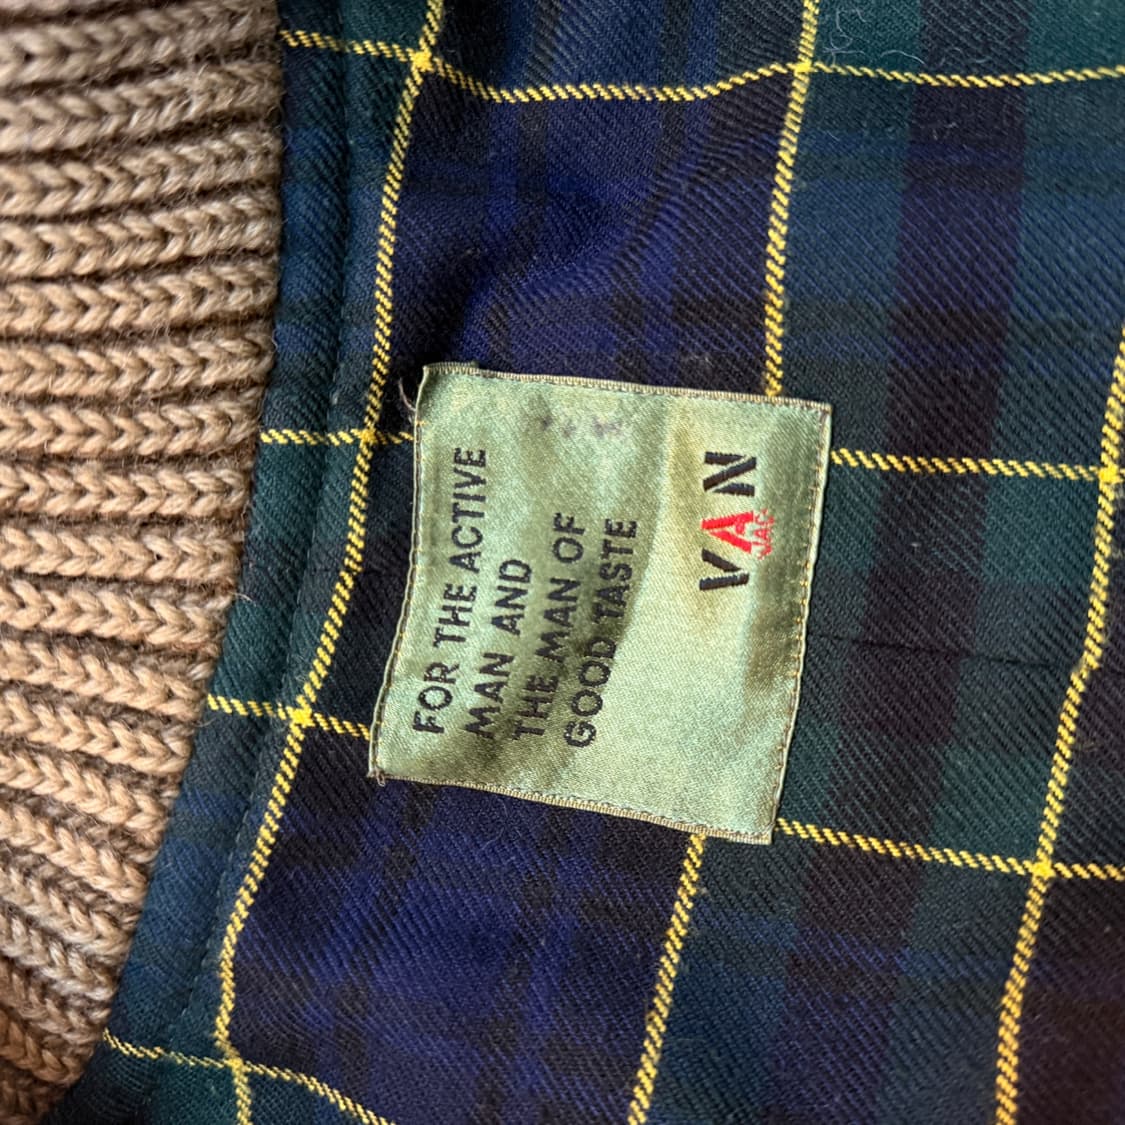 FOR THE ACTIVE
MAN AND
THE MAN OF
GOOD TASTE
VAN
JAC